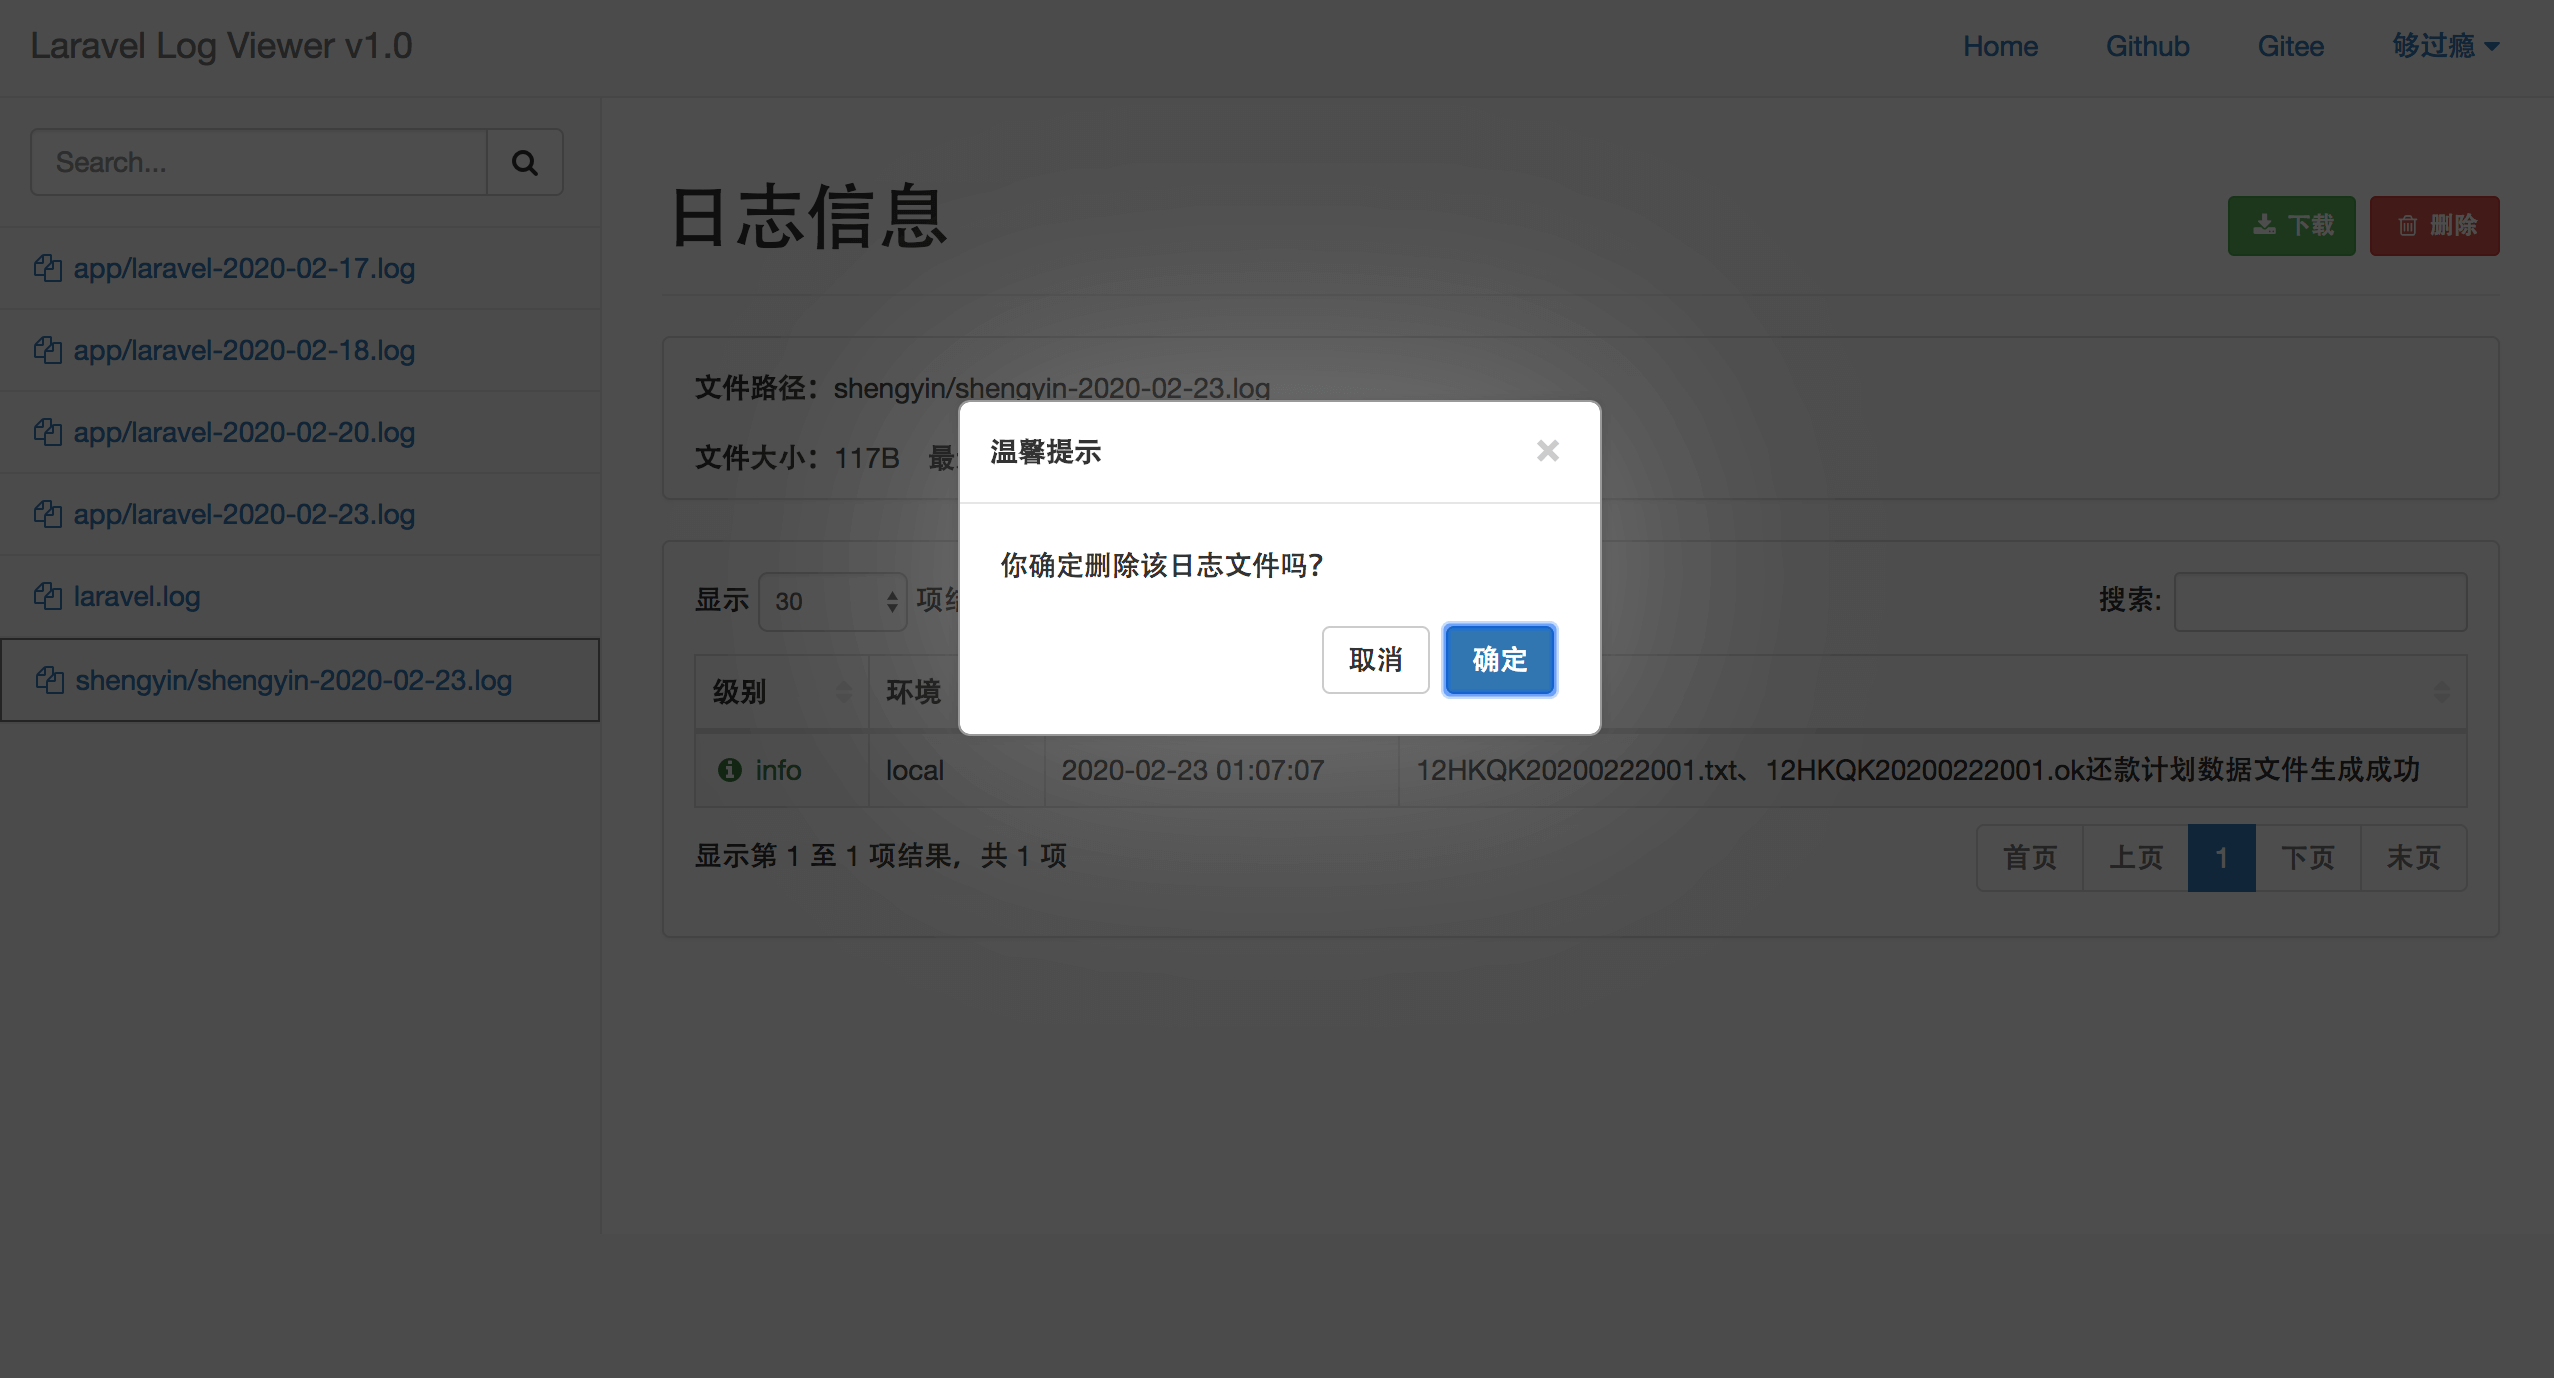 Laravel Log Viewer v1.0
Home Github Gitee 够过瘾
Search...
app/laravel-2020-02-17.log
app/laravel-2020-02-18.log
app/laravel-2020-02-20.log
app/laravel-2020-02-23.log
laravel.log
shengyin/shengyin-2020-02-23.log
日志信息
下载 删除
文件路径：shengyin/shengyin-2020-02-23.log
文件大小：117B 最
温馨提示
×
你确定删除该日志文件吗？
取消 确定
显示 30 项结
搜索:
级别 环境
info local 2020-02-23 01:07:07 12HKQK20200222001.txt、12HKQK20200222001.ok还款计划数据文件生成成功
显示第 1 至 1 项结果，共 1 项
首页 上页 1 下页 末页